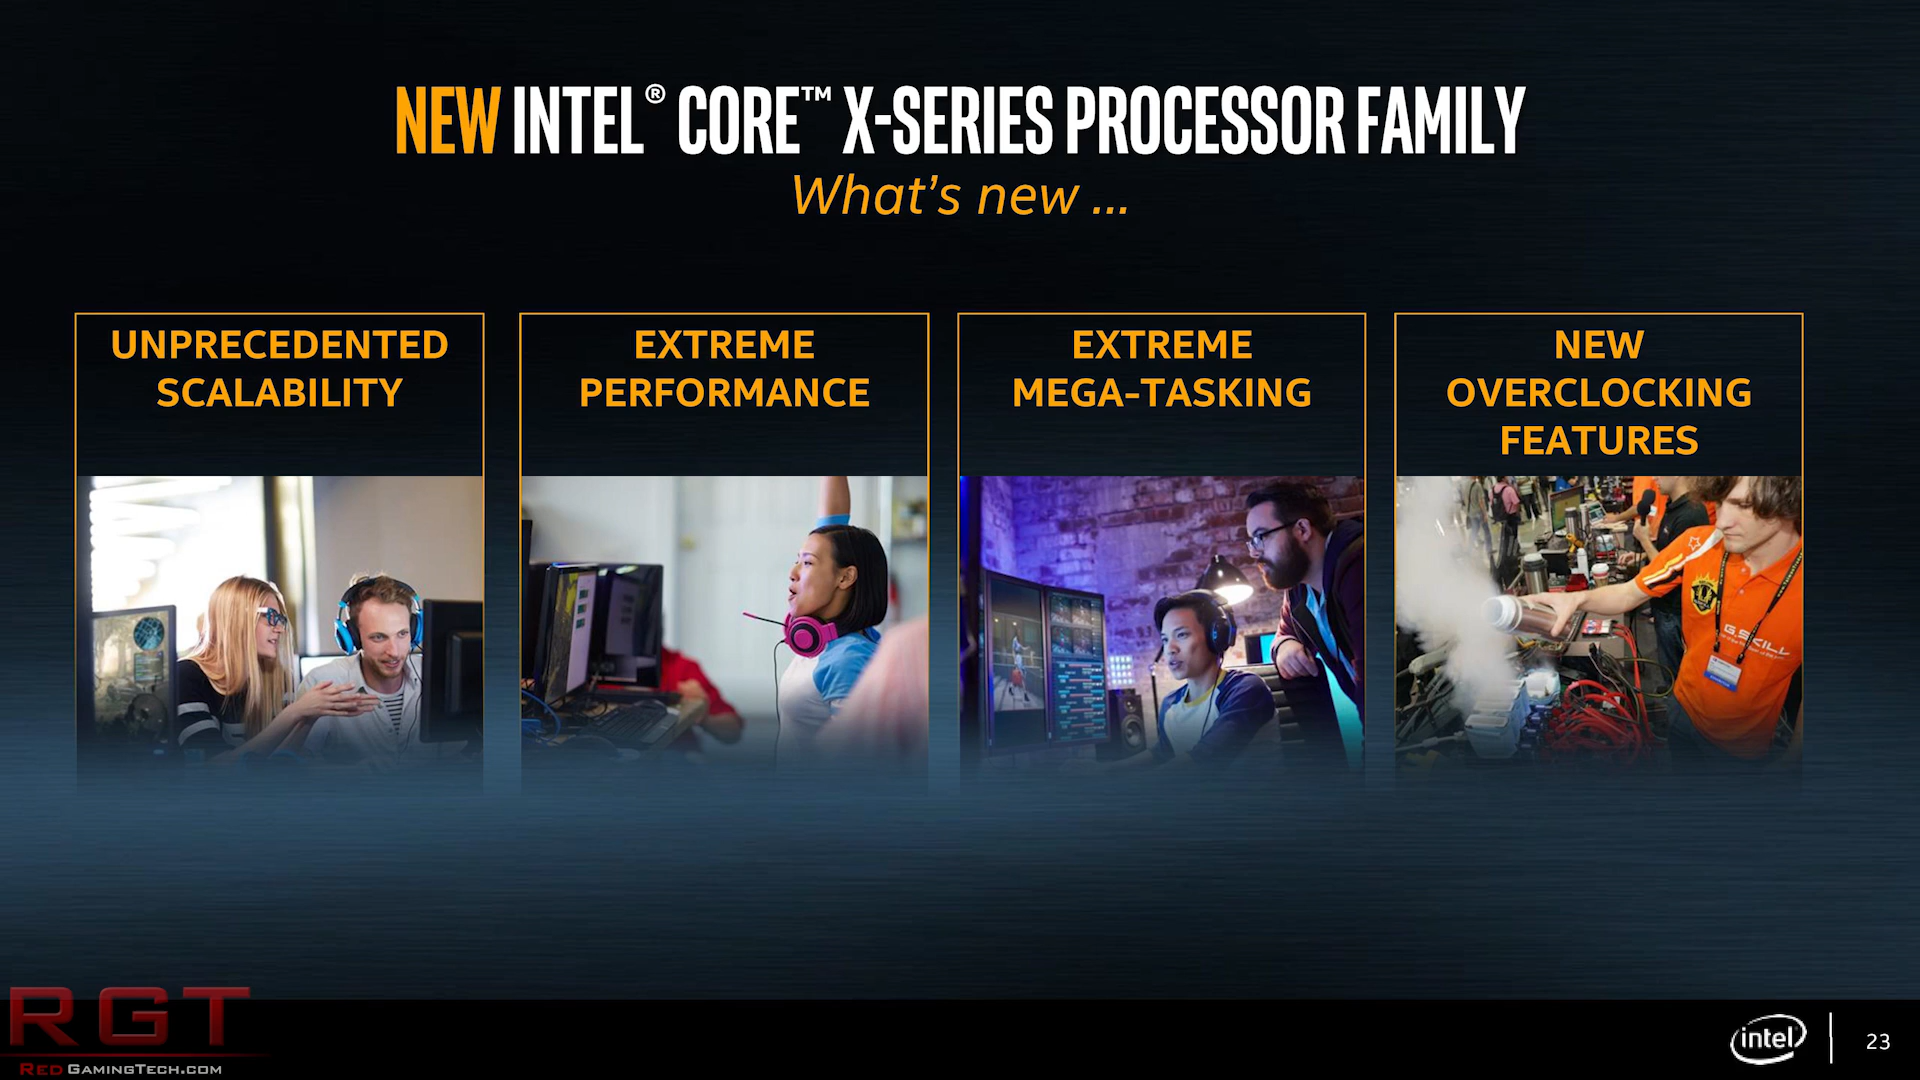 NEW INTEL® CORE™ X-SERIES PROCESSOR FAMILY
What's new ...
UNPRECEDENTED
SCALABILITY
EXTREME
PERFORMANCE
EXTREME
MEGA-TASKING
NEW
OVERCLOCKING
FEATURES
G.SKILL
RGT
RED GAMINGTECH.COM
intel
23